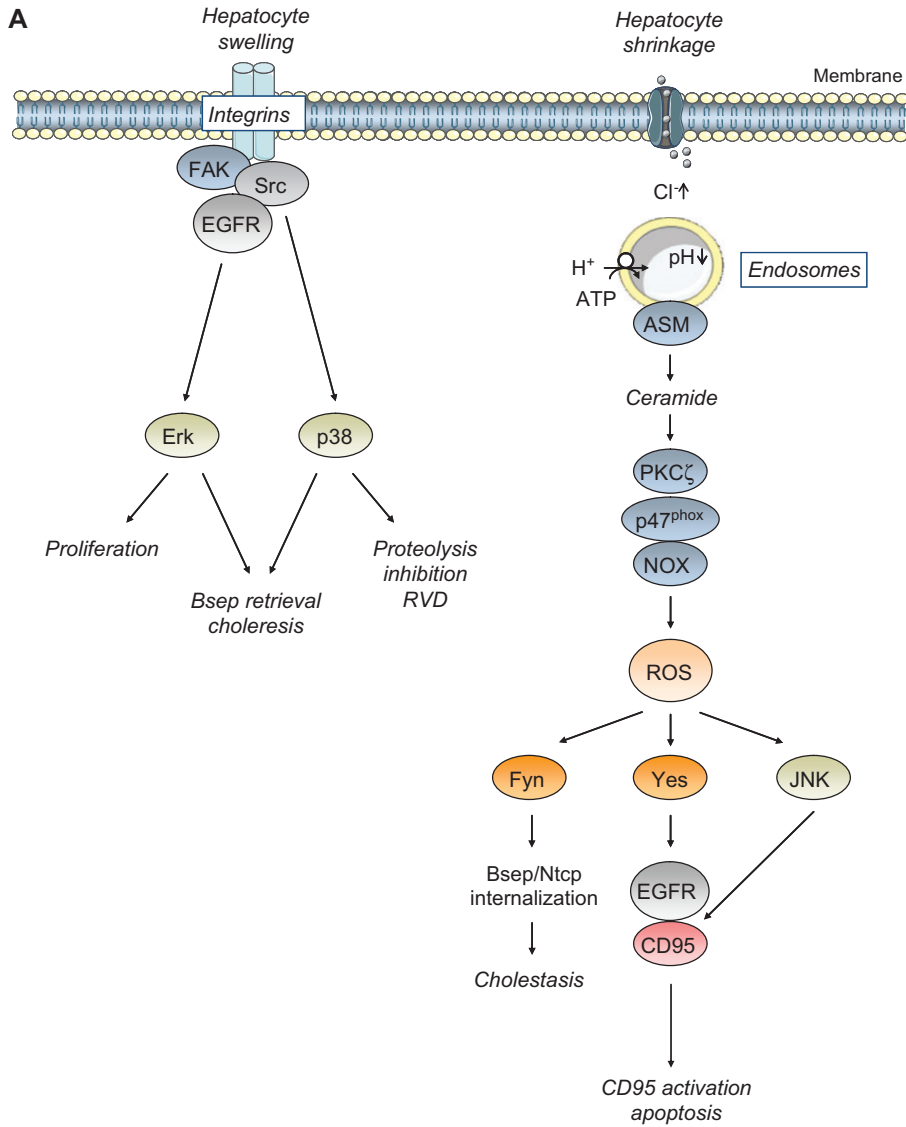 A
Hepatocyte
swelling
Integrins
FAK
Src
EGFR
Erk
p38
Proliferation
Bsep retrieval
choleresis
Proteolysis
inhibition
RVD
Hepatocyte
shrinkage
Membrane
Cl-↑
H+
ATP
pH↓
Endosomes
ASM
Ceramide
PKCζ
p47phox
NOX
ROS
Fyn
Yes
JNK
Bsep/Ntcp
internalization
Cholestasis
EGFR
CD95
CD95 activation
apoptosis